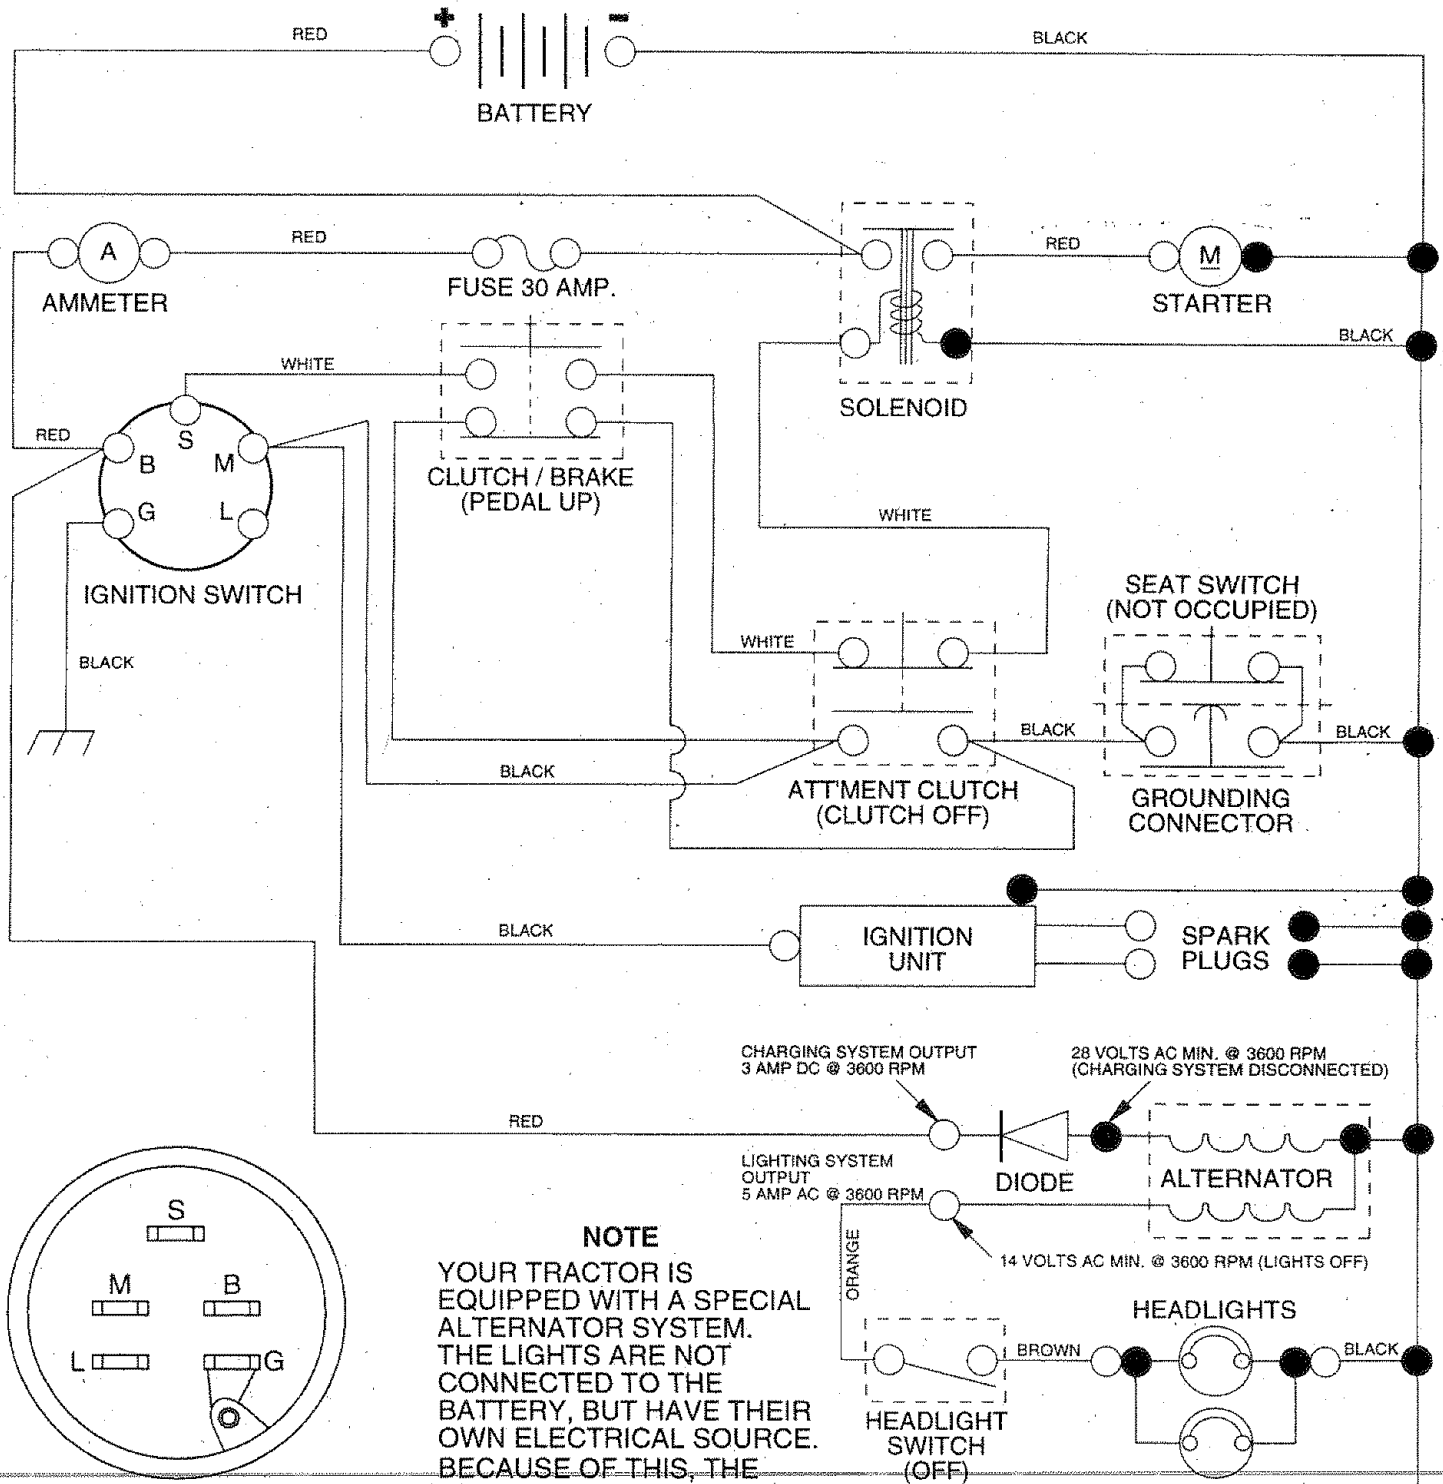 + -
RED
BLACK
BATTERY
A
RED
RED
M
AMMETER
FUSE 30 AMP.
STARTER
WHITE
BLACK
SOLENOID
RED
S
B
M
G
L
CLUTCH / BRAKE
(PEDAL UP)
WHITE
IGNITION SWITCH
SEAT SWITCH
(NOT OCCUPIED)
BLACK
WHITE
BLACK
BLACK
BLACK
ATT'MENT CLUTCH
(CLUTCH OFF)
GROUNDING
CONNECTOR
BLACK
IGNITION
UNIT
SPARK
PLUGS
CHARGING SYSTEM OUTPUT
3 AMP DC @ 3600 RPM
28 VOLTS AC MIN. @ 3600 RPM
(CHARGING SYSTEM DISCONNECTED)
RED
DIODE
ALTERNATOR
LIGHTING SYSTEM
OUTPUT
5 AMP AC @ 3600 RPM
14 VOLTS AC MIN. @ 3600 RPM (LIGHTS OFF)
ORANGE
HEADLIGHTS
BROWN
BLACK
HEADLIGHT
SWITCH
(OFF)
S
M
B
L
G
NOTE
YOUR TRACTOR IS
EQUIPPED WITH A SPECIAL
ALTERNATOR SYSTEM.
THE LIGHTS ARE NOT
CONNECTED TO THE
BATTERY, BUT HAVE THEIR
OWN ELECTRICAL SOURCE.
BECAUSE OF THIS, THE